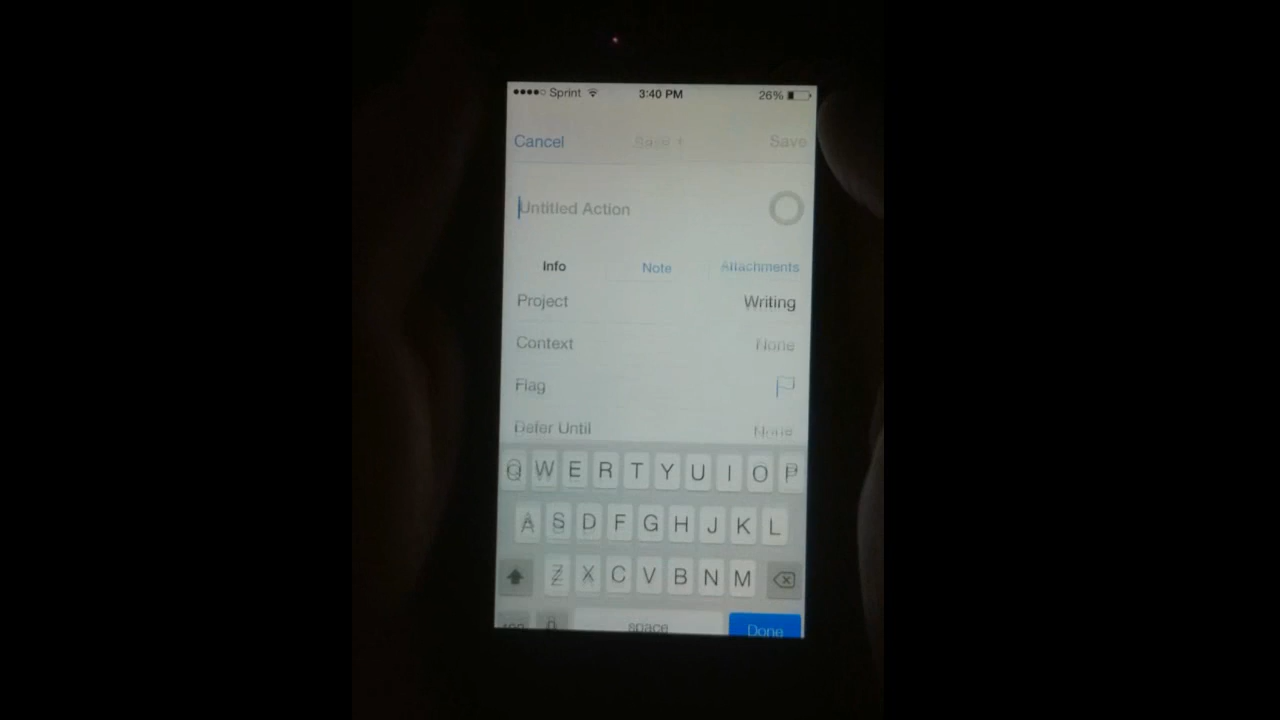 Sprint 3:40 PM 26%
Cancel Save + Save
Untitled Action
Info Note Attachments
Project Writing
Context None
Flag
Defer Until None
Q W E R T Y U I O P
A S D F G H J K L
Z X C V B N M
space Done